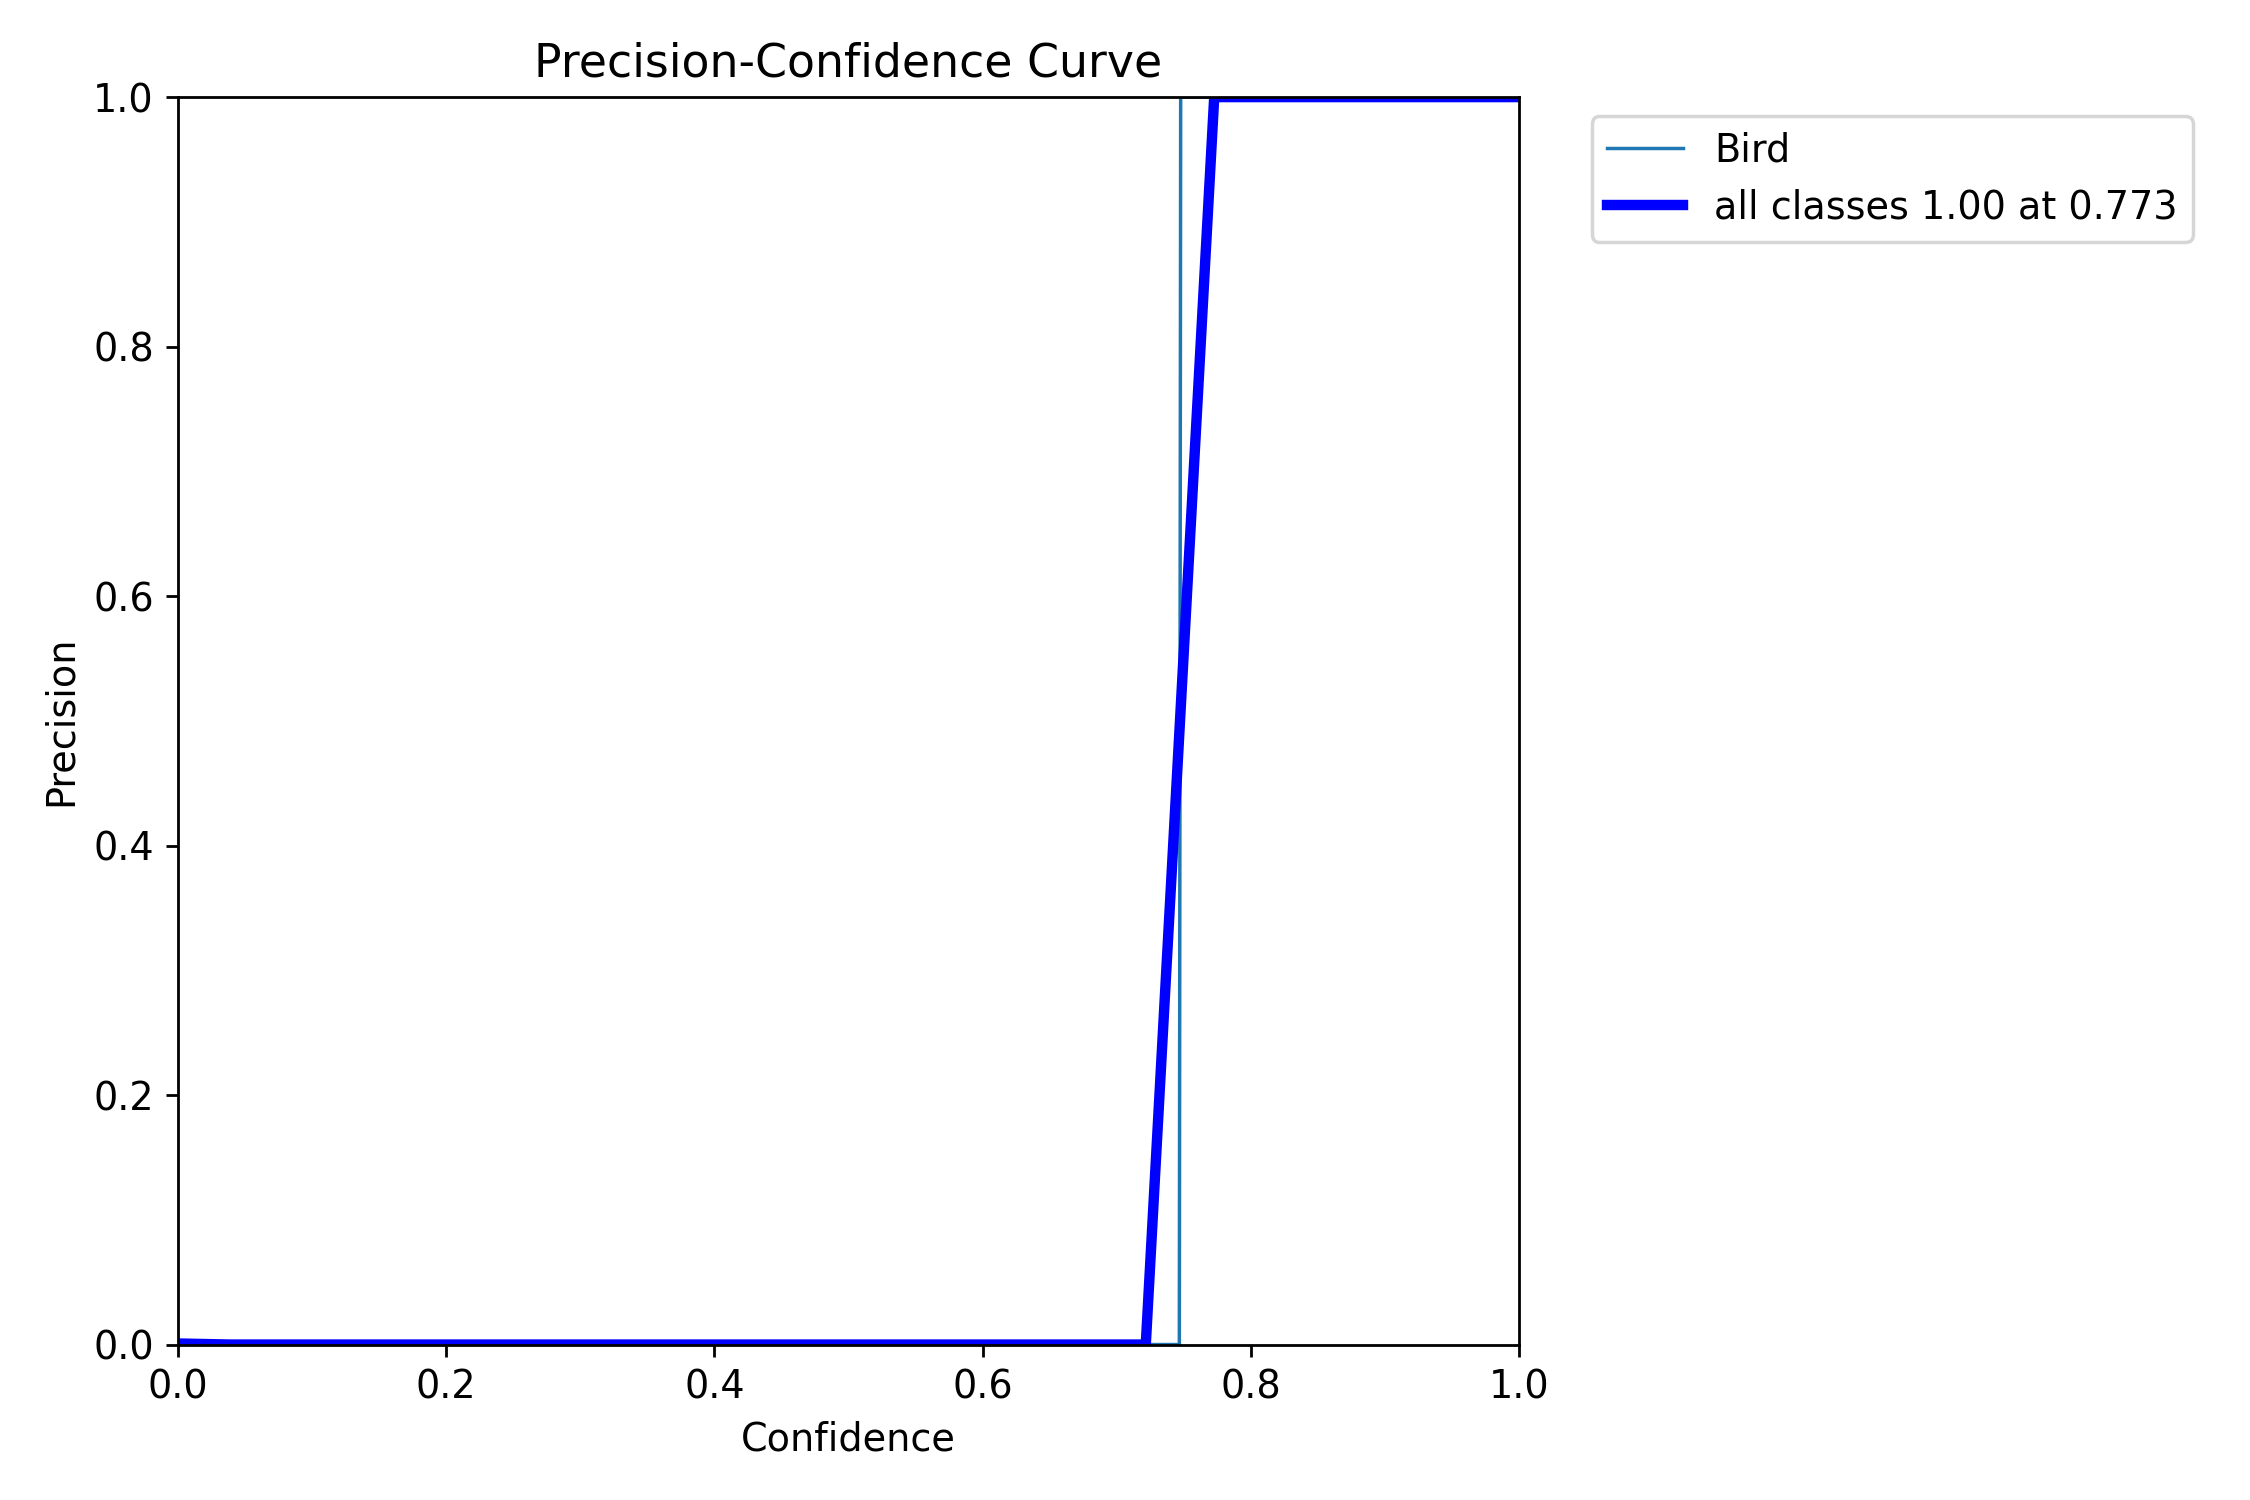 Precision-Confidence Curve
1.0
0.8
0.6
0.4
0.2
0.0
Precision
0.0 0.2 0.4 0.6 0.8 1.0
Confidence
Bird
all classes 1.00 at 0.773